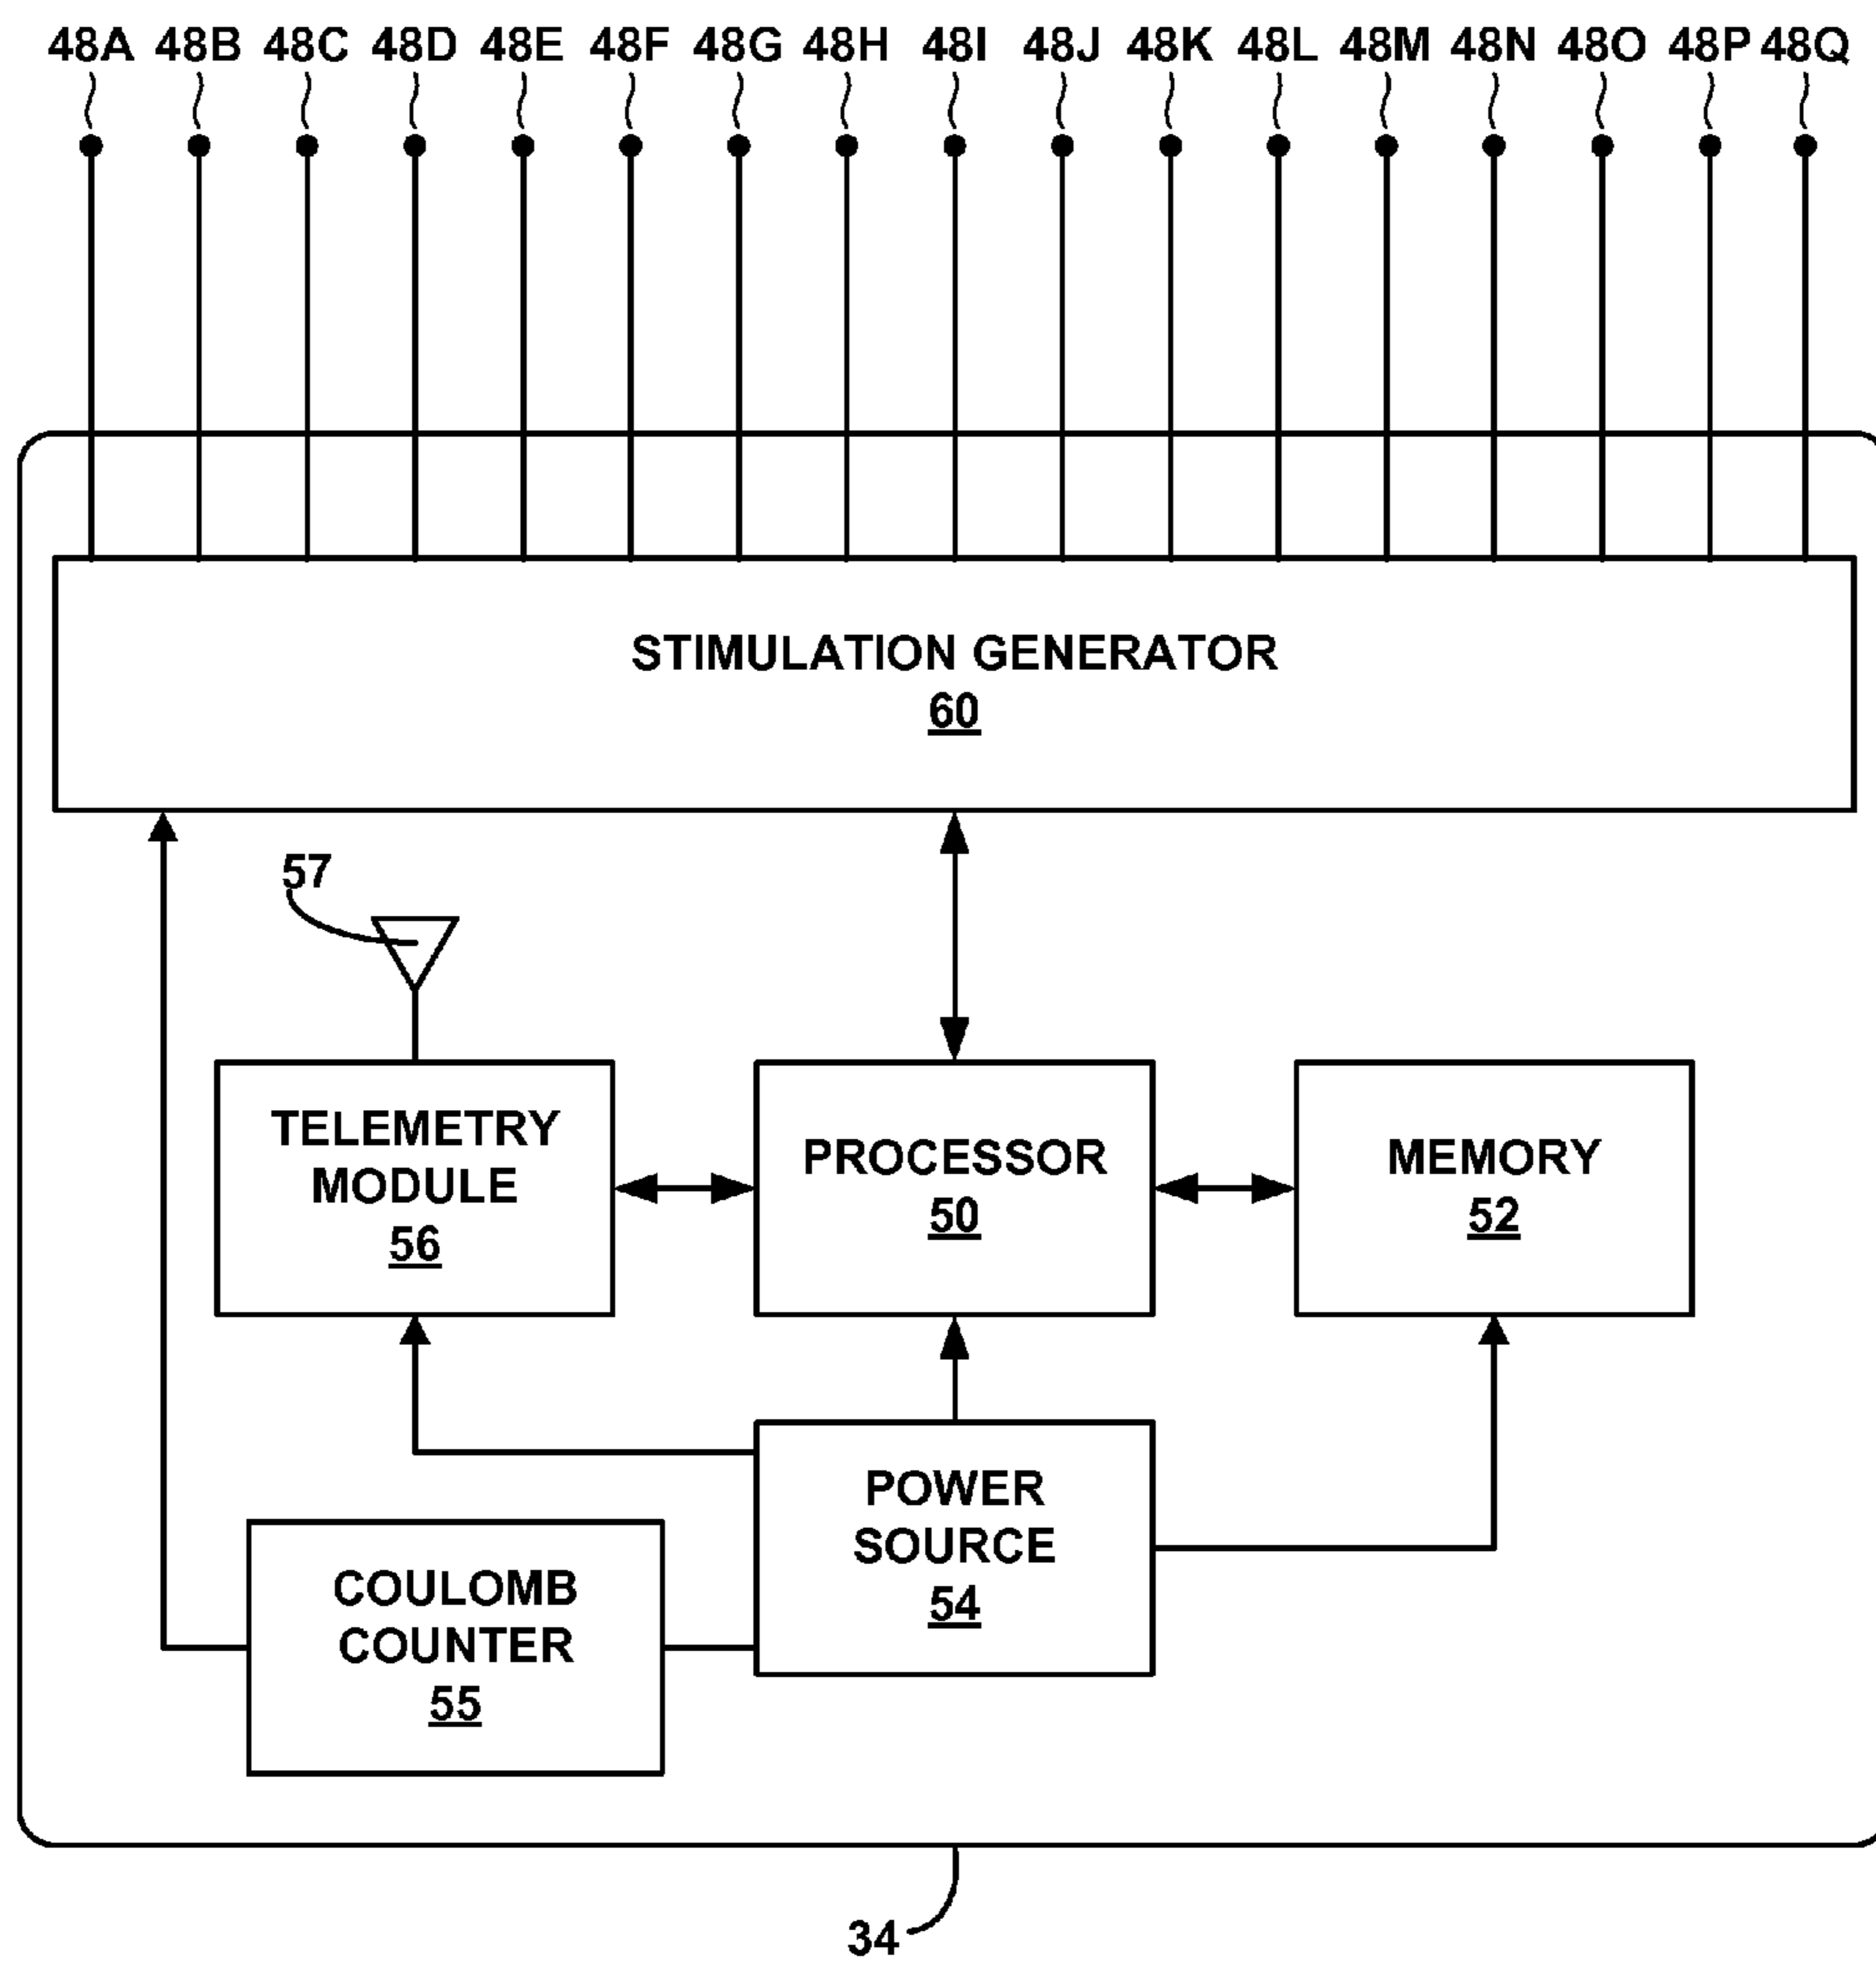 48A 48B 48C 48D 48E 48F 48G 48H 48I 48J 48K 48L 48M 48N 48O 48P 48Q
STIMULATION GENERATOR
60
57
TELEMETRY
MODULE
56
PROCESSOR
50
MEMORY
52
POWER
SOURCE
54
COULOMB
COUNTER
55
34